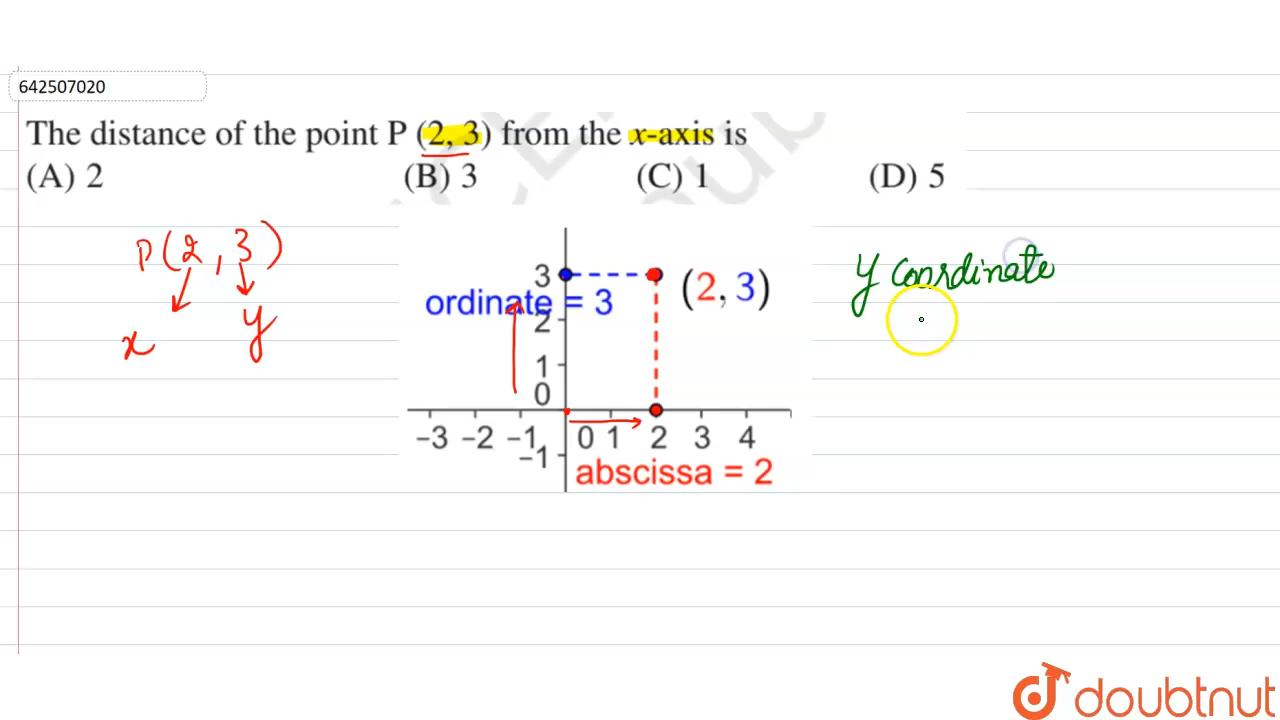 642507020
The distance of the point P (2, 3) from the x-axis is
(A) 2 (B) 3 (C) 1 (D) 5
P(2,3)
x y
3 (2,3)
ordinate = 3
2
1
0
-3 -2 -1 0 1 2 3 4
-1
abscissa = 2
y coordinate
doubtnut